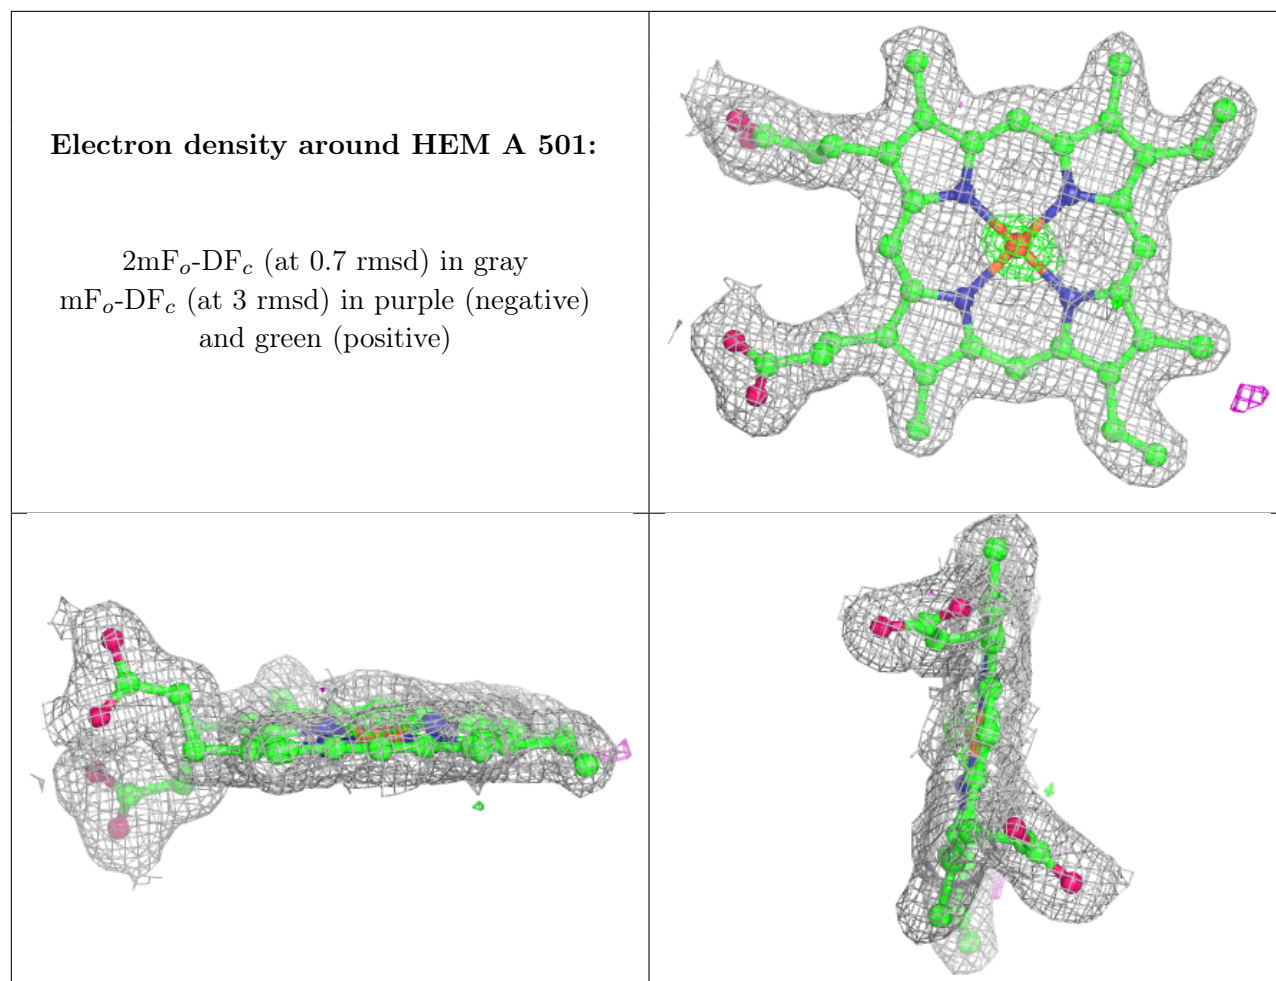 Electron density around HEM A 501:
2mFo-DFc (at 0.7 rmsd) in gray
mFo-DFc (at 3 rmsd) in purple (negative)
and green (positive)